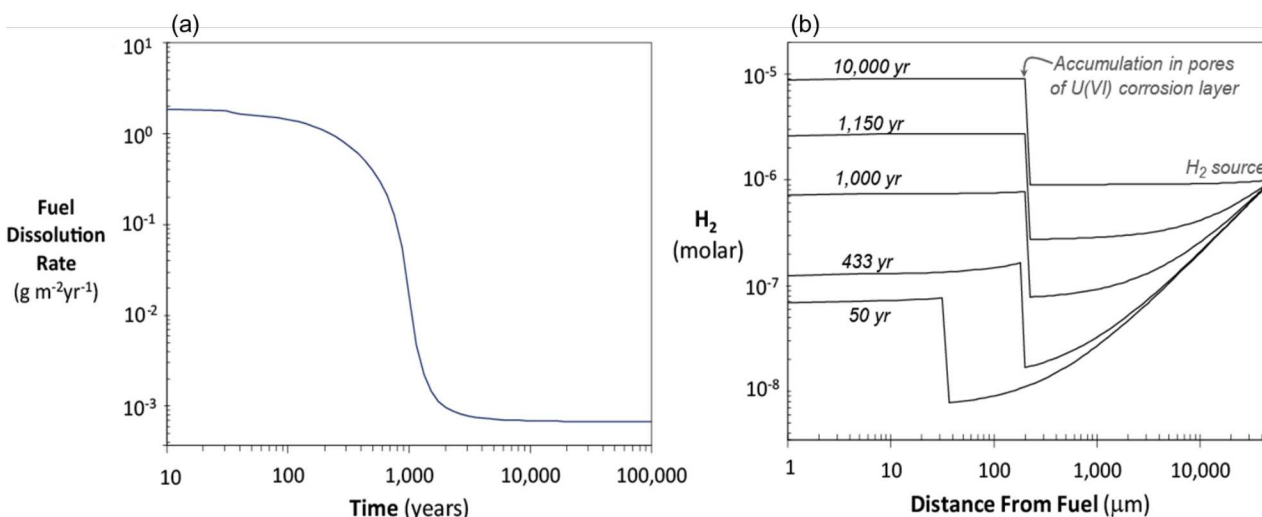 (a)
10¹
10⁰
10⁻¹
10⁻²
10⁻³
Fuel
Dissolution
Rate
(g m⁻²yr⁻¹)
10
100
1,000
10,000
100,000
Time (years)
(b)
10⁻⁵
10⁻⁶
10⁻⁷
10⁻⁸
H₂
(molar)
10,000 yr
1,150 yr
1,000 yr
433 yr
50 yr
Accumulation in pores
of U(VI) corrosion layer
H₂ source
1
10
100
1,000
10,000
Distance From Fuel (µm)